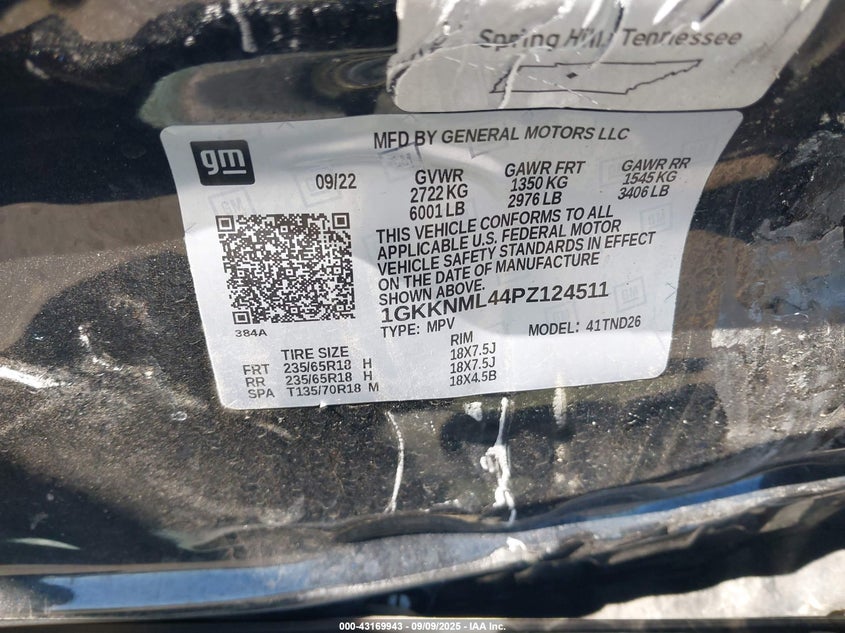 Spring Hill, Tennessee
gm
MFD BY GENERAL MOTORS LLC
09/22
GVWR
2722 KG
6001 LB
GAWR FRT
1350 KG
2976 LB
GAWR RR
1545 KG
3406 LB
THIS VEHICLE CONFORMS TO ALL
APPLICABLE U.S. FEDERAL MOTOR
VEHICLE SAFETY STANDARDS IN EFFECT
ON THE DATE OF MANUFACTURE
SHOWN ABOVE.
1GKKNML44PZ124511
TYPE: MPV MODEL: 41TND26
384A
TIRE SIZE RIM
FRT 235/65R18 H 18X7.5J
RR 235/65R18 H 18X7.5J
SPA T135/70R18 M 18X4.5B
000-43169943 - 09/09/2025 - IAA Inc.